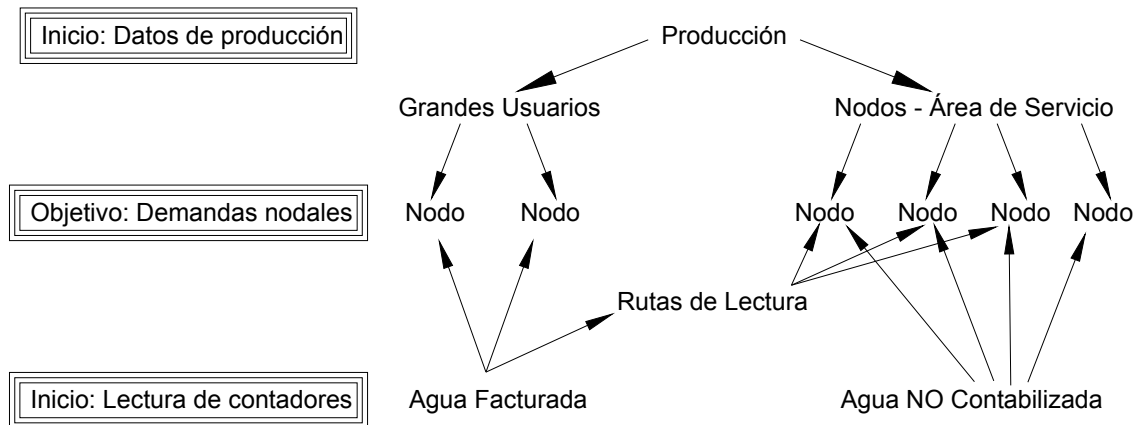 Inicio: Datos de producción
Producción
Grandes Usuarios
Nodos - Área de Servicio
Objetivo: Demandas nodales
Nodo
Nodo
Nodo
Nodo
Nodo
Nodo
Rutas de Lectura
Inicio: Lectura de contadores
Agua Facturada
Agua NO Contabilizada